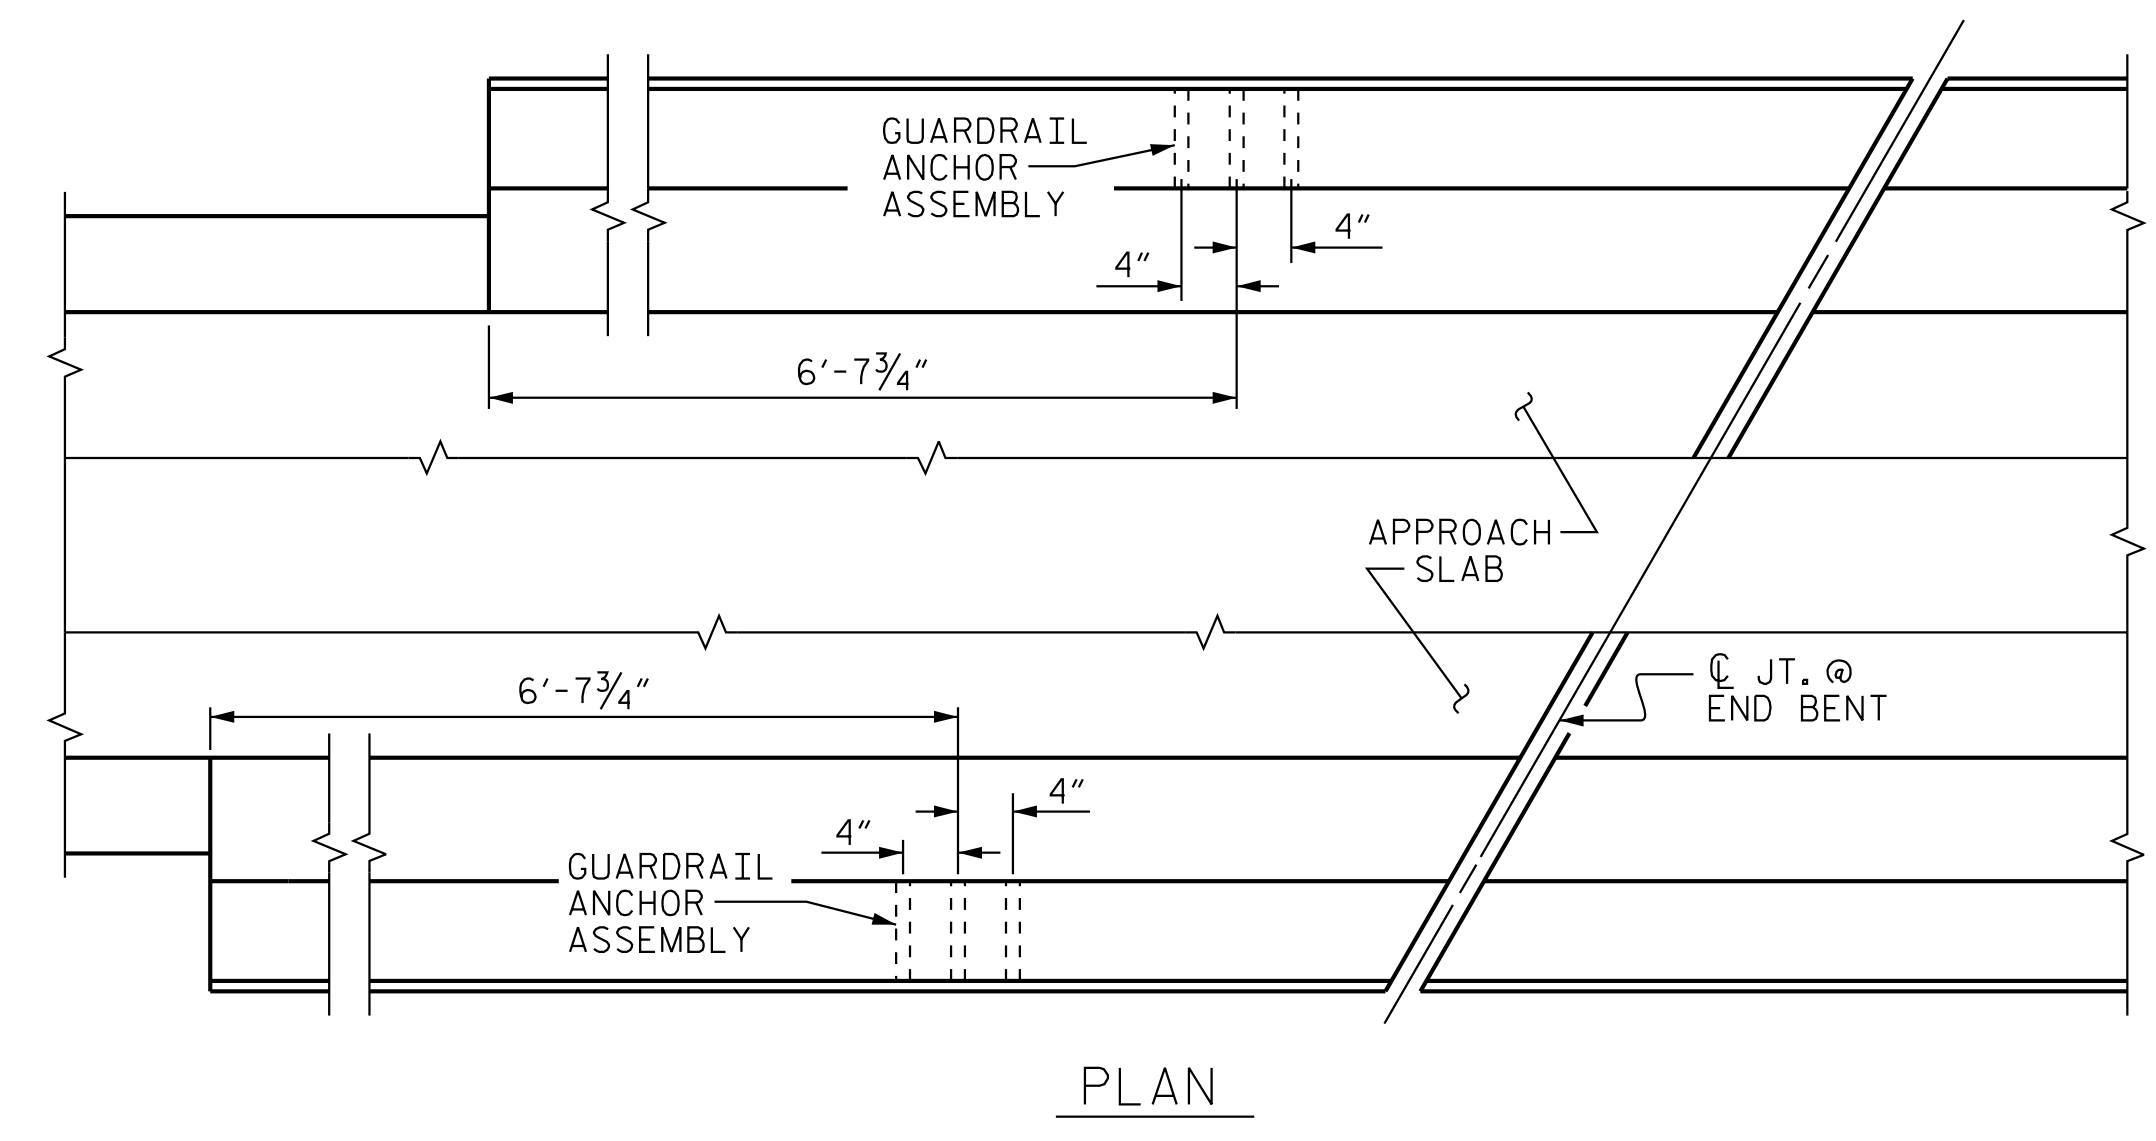 GUARDRAIL
ANCHOR
ASSEMBLY
4"
4"
6'-7¾"
APPROACH
SLAB
6'-7¾"
℄ JT. @
END BENT
4"
4"
GUARDRAIL
ANCHOR
ASSEMBLY
PLAN